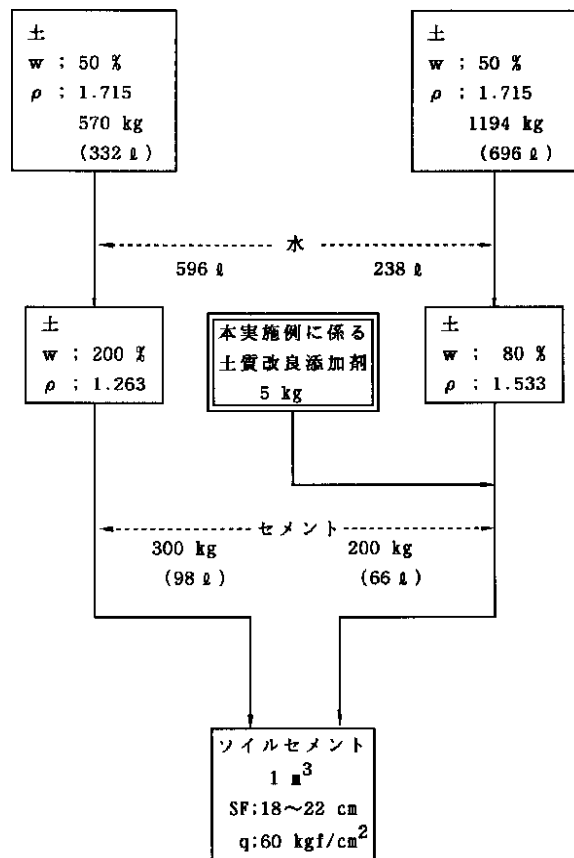 土
w ; 50 %
ρ ; 1.715
570 kg
(332 ℓ)
土
w ; 50 %
ρ ; 1.715
1194 kg
(696 ℓ)
水
596 ℓ
238 ℓ
土
w ; 200 %
ρ ; 1.263
本実施例に係る
土質改良添加剤
5 kg
土
w ; 80 %
ρ ; 1.533
セメント
300 kg
(98 ℓ)
200 kg
(66 ℓ)
ソイルセメント
1 m³
SF;18〜22 cm
q;60 kgf/cm²